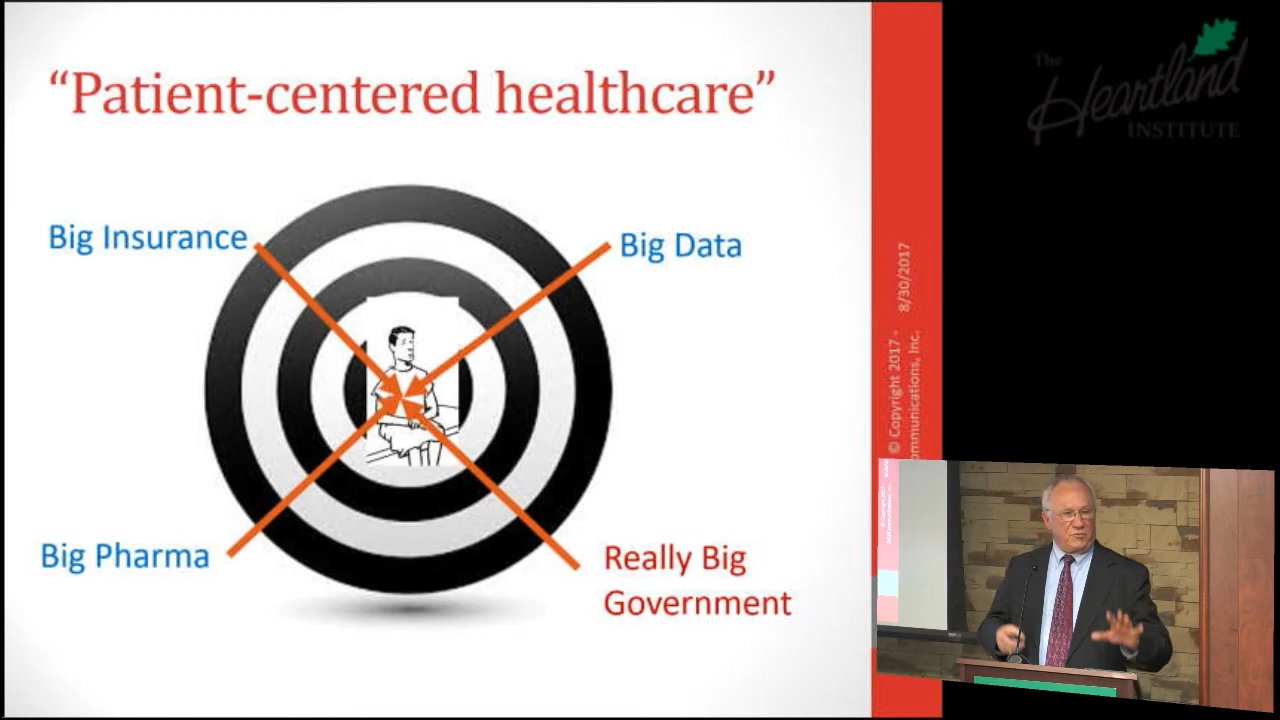 “Patient-centered healthcare”
Big Insurance
Big Data
Big Pharma
Really Big
Government
© Copyright 2017 -
ommunications, Inc.
8/30/2017
The
Heartland
INSTITUTE